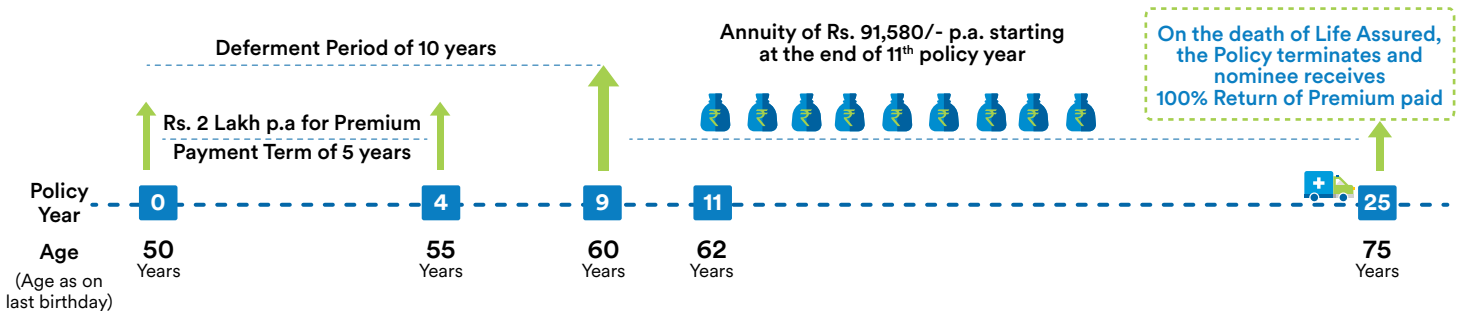 Deferment Period of 10 years
Rs. 2 Lakh p.a for Premium
Payment Term of 5 years
Annuity of Rs. 91,580/- p.a. starting
at the end of 11th policy year
On the death of Life Assured,
the Policy terminates and
nominee receives
100% Return of Premium paid
₹ ₹ ₹ ₹ ₹ ₹ ₹ ₹ ₹
Policy
Year
0 4 9 11 25
Age
(Age as on
last birthday)
50 55 60 62 75
Years Years Years Years Years